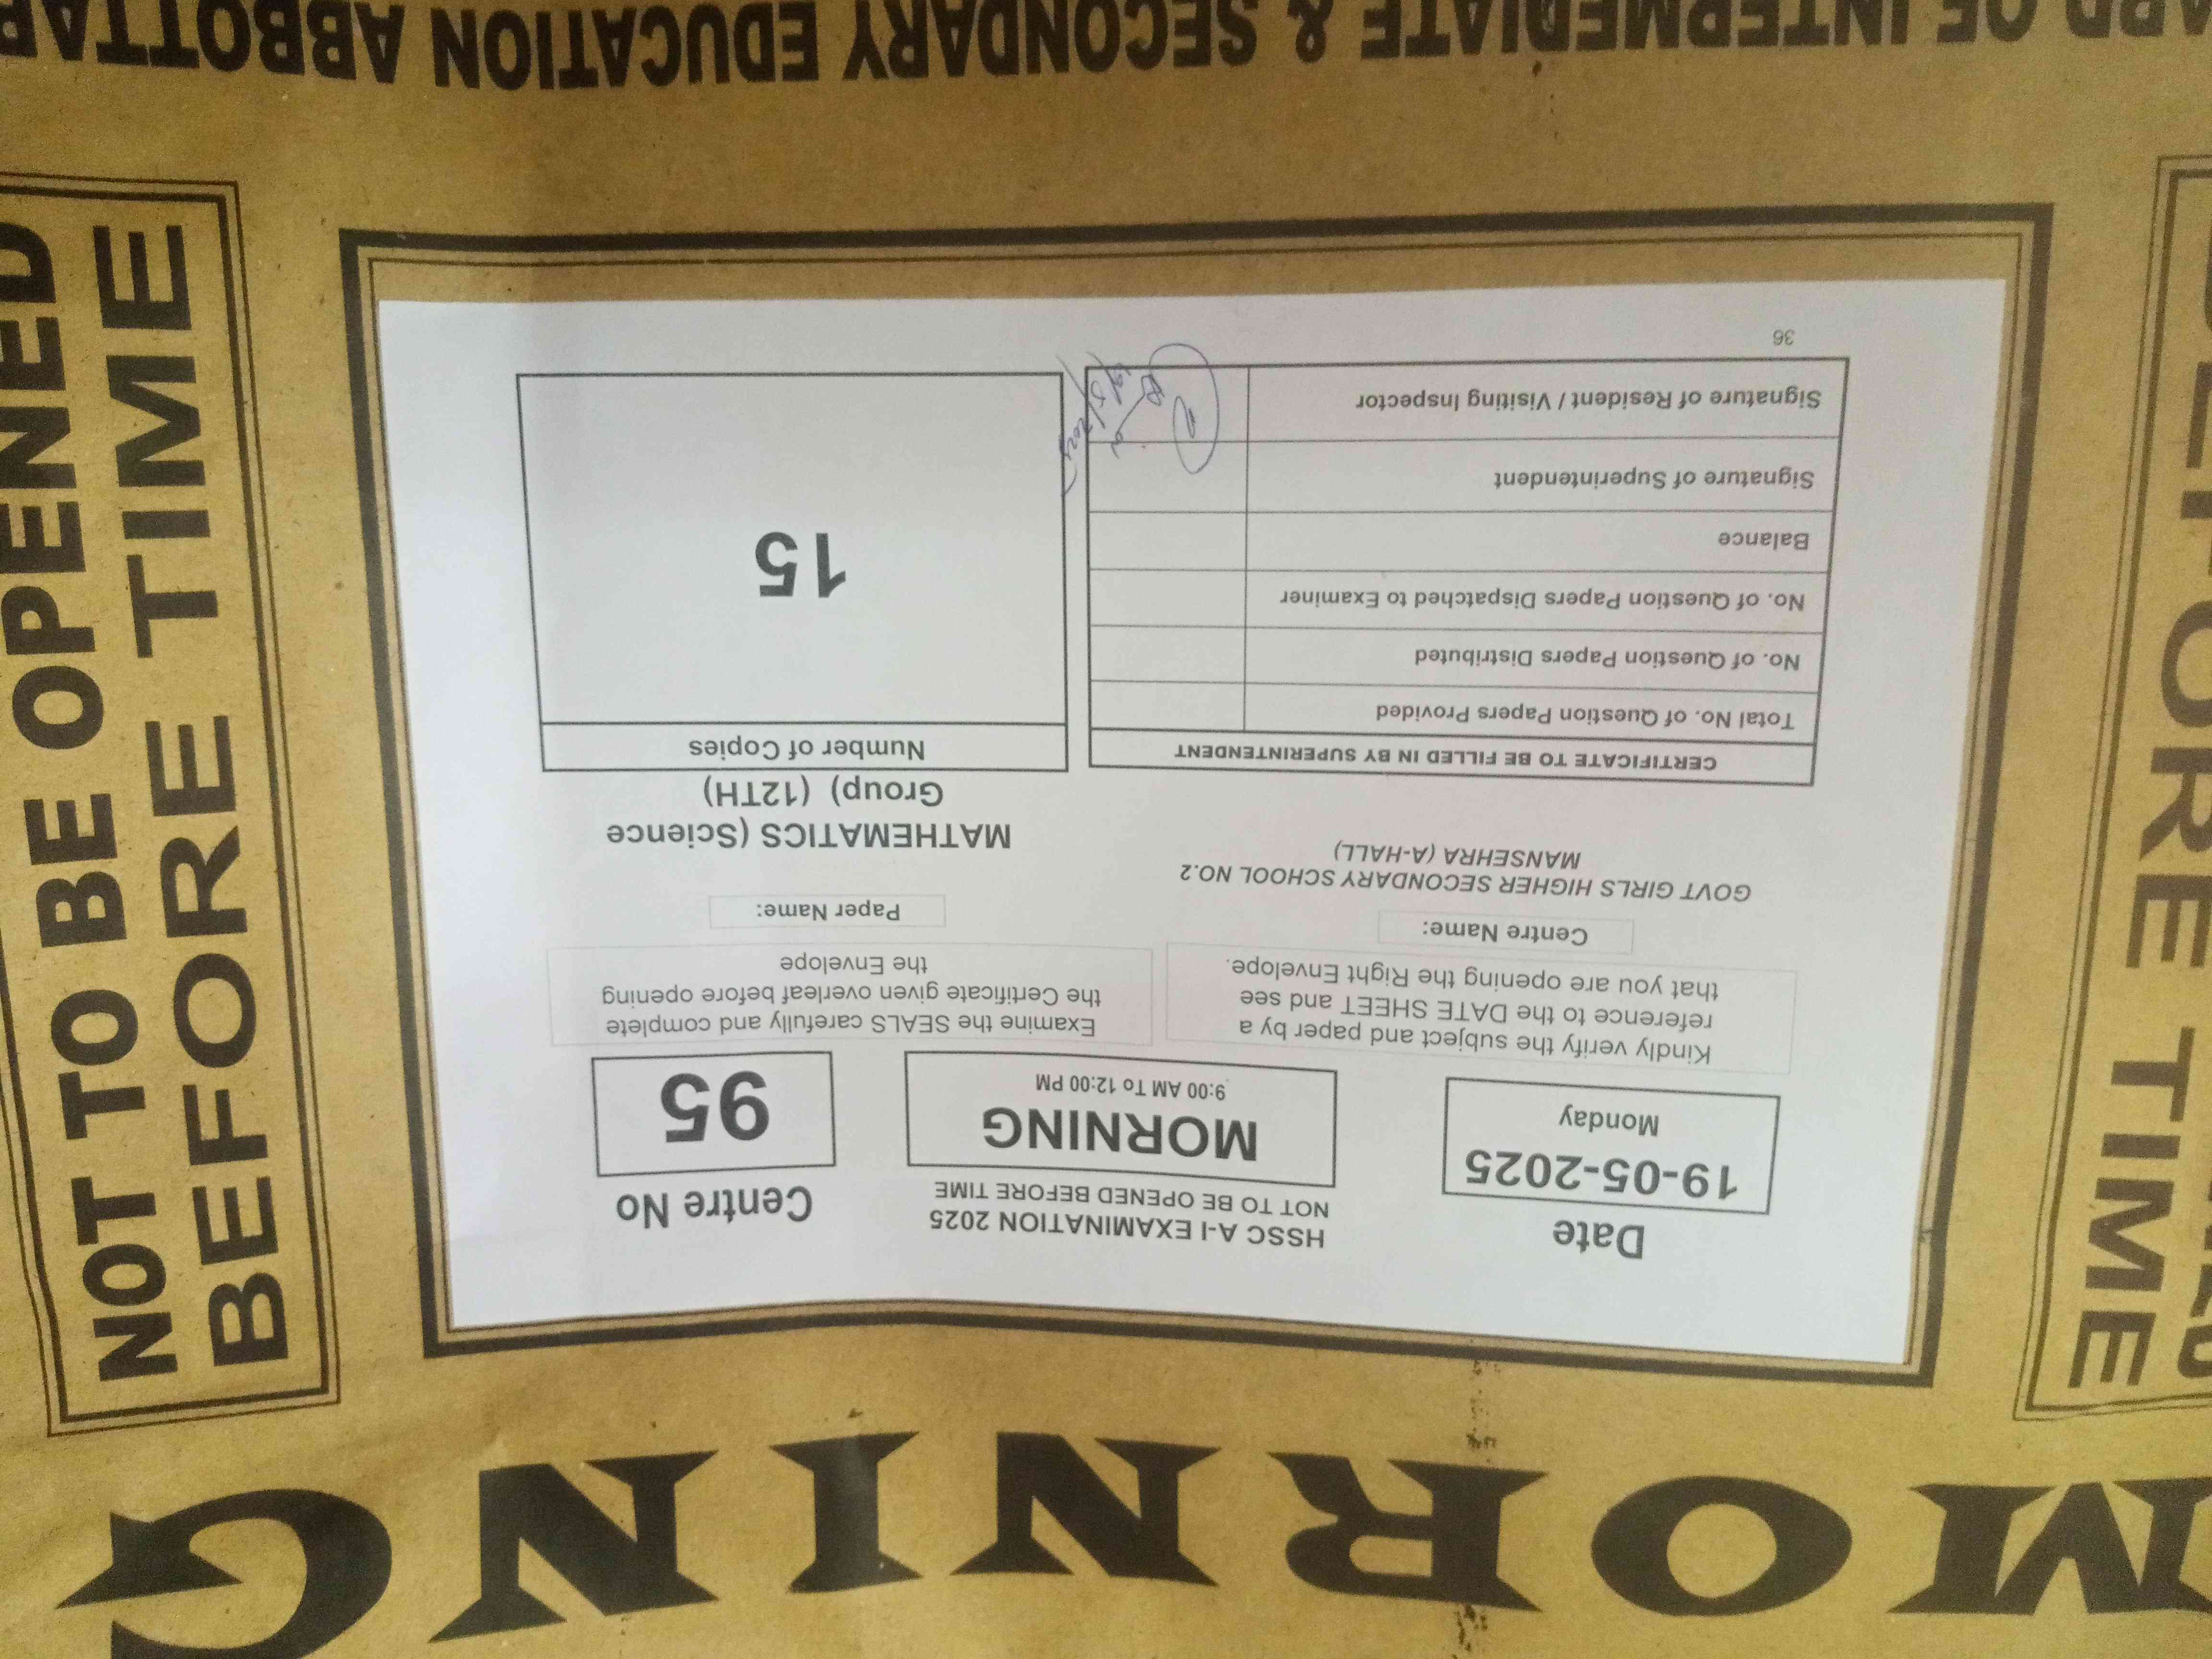 MORNING
NOT TO BE OPENED
BEFORE TIME
BEFORE TIME
Date
19-05-2025
Monday
HSSC A-I EXAMINATION 2025
NOT TO BE OPENED BEFORE TIME
MORNING
9:00 AM To 12:00 PM
Centre No
95
Kindly verify the subject and paper by a
reference to the DATE SHEET and see
that you are opening the Right Envelope.
Examine the SEALS carefully and complete
the Certificate given overleaf before opening
the Envelope
Centre Name:
GOVT GIRLS HIGHER SECONDARY SCHOOL NO.2
MANSEHRA (A-HALL)
Paper Name:
MATHEMATICS (Science
Group) (12TH)
CERTIFICATE TO BE FILLED IN BY SUPERINTENDENT
Total No. of Question Papers Provided
No. of Question Papers Distributed
No. of Question Papers Dispatched to Examiner
Balance
Signature of Superintendent
Signature of Resident / Visiting Inspector
Number of Copies
15
36
OF INTERMEDIATE & SECONDARY EDUCATION